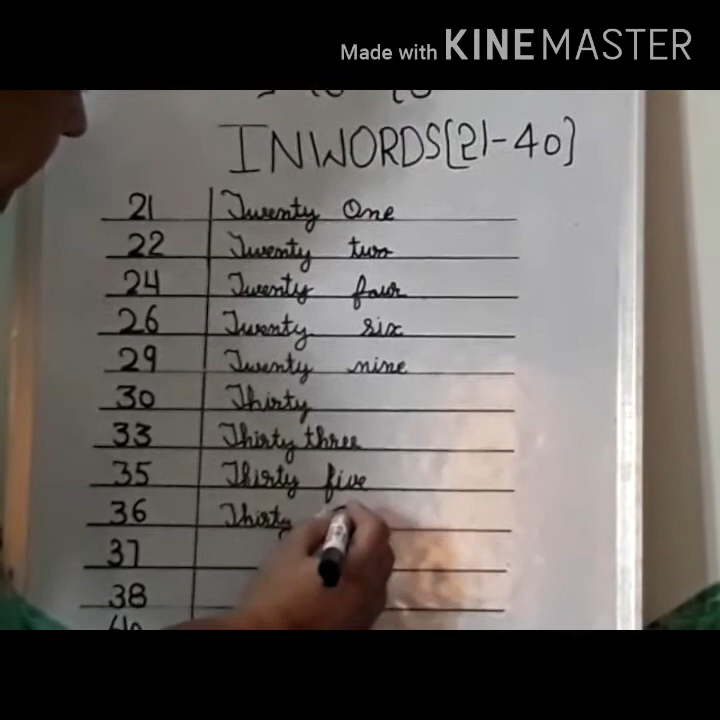 Made with KINEMASTER
INWORDS[21-40]
21 Twenty One
22 Twenty two
24 Twenty four
26 Twenty six
29 Twenty nine
30 Thirty
33 Thirty three
35 Thirty five
36 Thirty
37
38
40